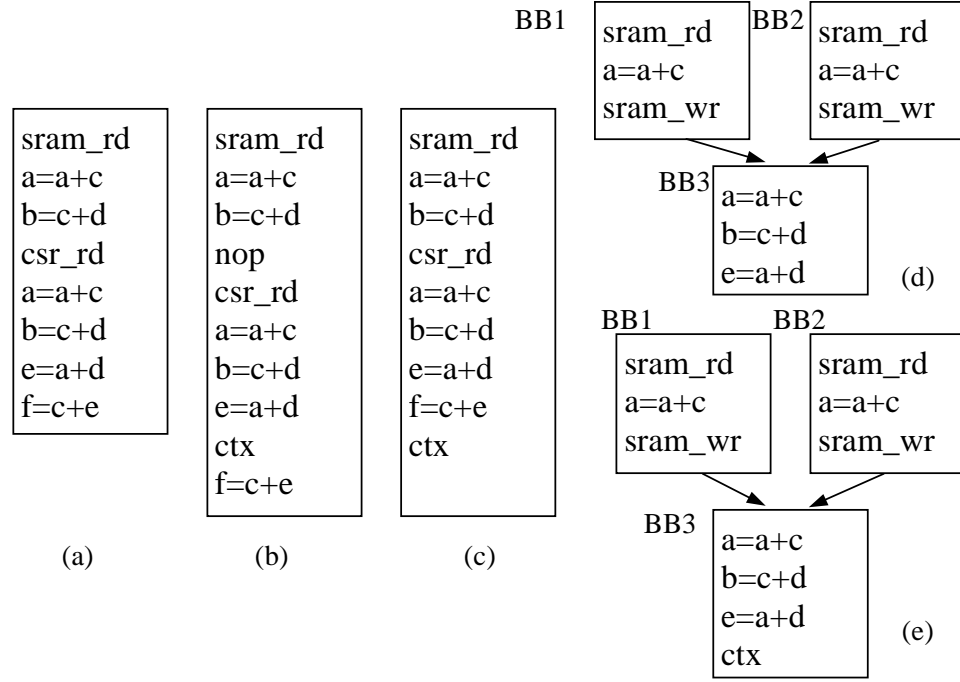 sram_rd
a=a+c
b=c+d
csr_rd
a=a+c
b=c+d
e=a+d
f=c+e
(a)
sram_rd
a=a+c
b=c+d
nop
csr_rd
a=a+c
b=c+d
e=a+d
ctx
f=c+e
(b)
sram_rd
a=a+c
b=c+d
csr_rd
a=a+c
b=c+d
e=a+d
f=c+e
ctx
(c)
BB1
sram_rd
a=a+c
sram_wr
BB2
sram_rd
a=a+c
sram_wr
BB3
a=a+c
b=c+d
e=a+d
(d)
BB1
sram_rd
a=a+c
sram_wr
BB2
sram_rd
a=a+c
sram_wr
BB3
a=a+c
b=c+d
e=a+d
ctx
(e)